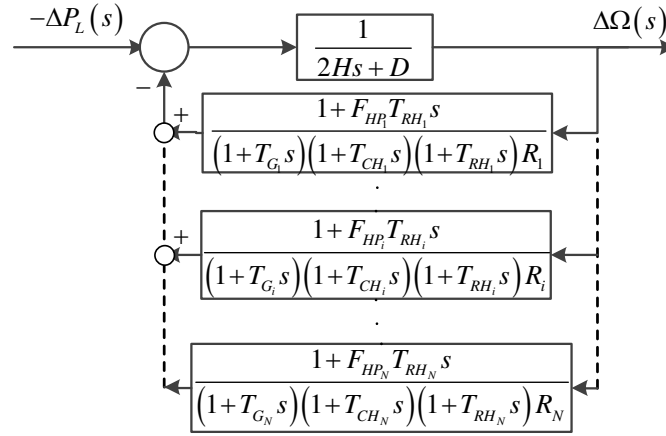 −ΔP_L(s) ΔΩ(s)
1
2Hs + D
−
+
1 + F_{HP_1}T_{RH_1}s
(1 + T_{G_1}s)(1 + T_{CH_1}s)(1 + T_{RH_1}s)R_1
.
+
1 + F_{HP_i}T_{RH_i}s
(1 + T_{G_i}s)(1 + T_{CH_i}s)(1 + T_{RH_i}s)R_i
.
1 + F_{HP_N}T_{RH_N}s
(1 + T_{G_N}s)(1 + T_{CH_N}s)(1 + T_{RH_N}s)R_N